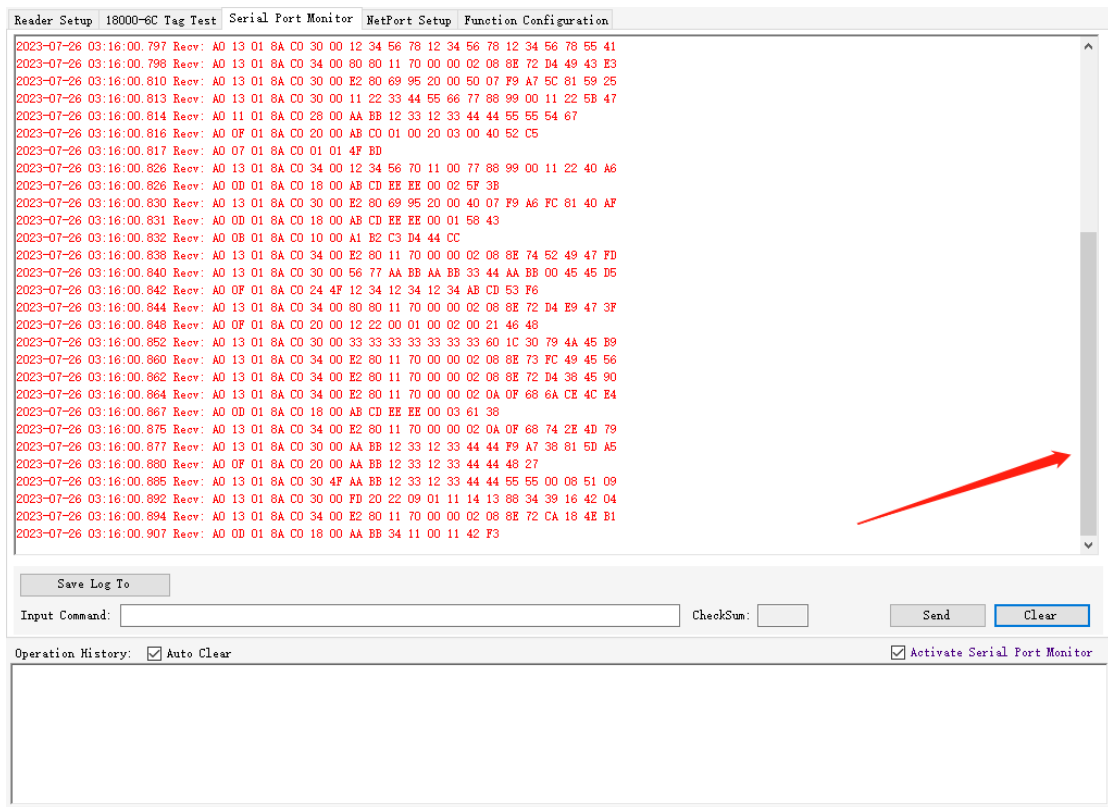 Reader Setup 18000-6C Tag Test Serial Port Monitor NetPort Setup Function Configuration
2023-07-26 03:16:00.797 Recv: A0 13 01 8A C0 30 00 12 34 56 78 12 34 56 78 12 34 56 78 55 41
2023-07-26 03:16:00.798 Recv: A0 13 01 8A C0 34 00 80 80 11 70 00 00 02 08 8E 72 D4 49 43 E3
2023-07-26 03:16:00.810 Recv: A0 13 01 8A C0 30 00 E2 80 69 95 20 00 50 07 F9 A7 5C 81 59 25
2023-07-26 03:16:00.813 Recv: A0 13 01 8A C0 30 00 11 22 33 44 55 66 77 88 99 00 11 22 5B 47
2023-07-26 03:16:00.814 Recv: A0 11 01 8A C0 28 00 AA BB 12 33 12 33 44 44 55 55 54 67
2023-07-26 03:16:00.816 Recv: A0 0F 01 8A C0 20 00 AB C0 01 00 20 03 00 40 52 C5
2023-07-26 03:16:00.817 Recv: A0 07 01 8A C0 01 01 4F BD
2023-07-26 03:16:00.826 Recv: A0 13 01 8A C0 34 00 12 34 56 70 11 00 77 88 99 00 11 22 40 A6
2023-07-26 03:16:00.826 Recv: A0 0D 01 8A C0 18 00 AB CD EE EE 00 02 5F 3B
2023-07-26 03:16:00.830 Recv: A0 13 01 8A C0 30 00 E2 80 69 95 20 00 40 07 F9 A6 FC 81 40 AF
2023-07-26 03:16:00.831 Recv: A0 0D 01 8A C0 18 00 AB CD EE EE 00 01 58 43
2023-07-26 03:16:00.832 Recv: A0 0B 01 8A C0 10 00 A1 B2 C3 D4 44 CC
2023-07-26 03:16:00.838 Recv: A0 13 01 8A C0 34 00 E2 80 11 70 00 00 02 08 8E 74 52 49 47 FD
2023-07-26 03:16:00.840 Recv: A0 13 01 8A C0 30 00 56 77 AA BB AA BB 33 44 AA BB 00 45 45 D5
2023-07-26 03:16:00.842 Recv: A0 0F 01 8A C0 24 4F 12 34 12 34 12 34 AB CD 53 F6
2023-07-26 03:16:00.844 Recv: A0 13 01 8A C0 34 00 80 80 11 70 00 00 02 08 8E 72 D4 E9 47 3F
2023-07-26 03:16:00.848 Recv: A0 0F 01 8A C0 20 00 12 22 00 01 00 02 00 21 46 48
2023-07-26 03:16:00.852 Recv: A0 13 01 8A C0 30 00 33 33 33 33 33 33 33 60 1C 30 79 4A 45 B9
2023-07-26 03:16:00.860 Recv: A0 13 01 8A C0 34 00 E2 80 11 70 00 00 02 08 8E 73 FC 49 45 56
2023-07-26 03:16:00.862 Recv: A0 13 01 8A C0 34 00 E2 80 11 70 00 00 02 08 8E 72 D4 38 45 90
2023-07-26 03:16:00.864 Recv: A0 13 01 8A C0 34 00 E2 80 11 70 00 00 02 0A 0F 68 6A CE 4C E4
2023-07-26 03:16:00.867 Recv: A0 0D 01 8A C0 18 00 AB CD EE EE 00 03 61 38
2023-07-26 03:16:00.875 Recv: A0 13 01 8A C0 34 00 E2 80 11 70 00 00 02 0A 0F 68 74 2E 4D 79
2023-07-26 03:16:00.877 Recv: A0 13 01 8A C0 30 00 AA BB 12 33 12 33 44 44 F9 A7 38 81 5D A5
2023-07-26 03:16:00.880 Recv: A0 0F 01 8A C0 20 00 AA BB 12 33 12 33 44 44 48 27
2023-07-26 03:16:00.885 Recv: A0 13 01 8A C0 30 4F AA BB 12 33 12 33 44 44 55 55 00 08 51 09
2023-07-26 03:16:00.892 Recv: A0 13 01 8A C0 30 00 FD 20 22 09 01 11 14 13 88 34 39 16 42 04
2023-07-26 03:16:00.894 Recv: A0 13 01 8A C0 34 00 E2 80 11 70 00 00 02 08 8E 72 CA 18 4E B1
2023-07-26 03:16:00.907 Recv: A0 0D 01 8A C0 18 00 AA BB 34 11 00 11 42 F3
Save Log To
Input Command: CheckSum: Send Clear
Operation History: Auto Clear Activate Serial Port Monitor